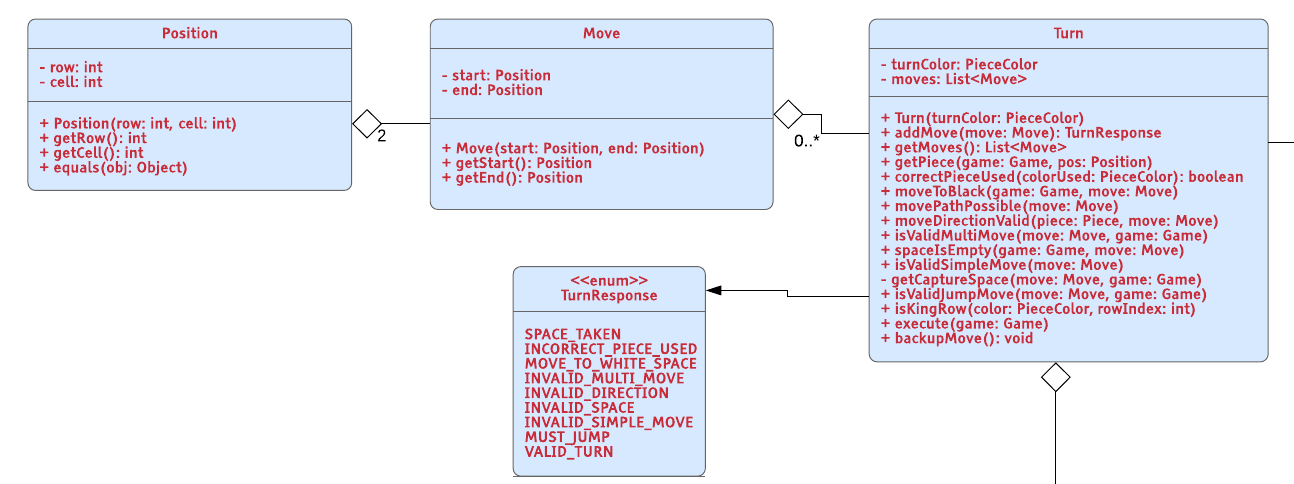 Position
- row: int
- cell: int
+ Position(row: int, cell: int)
+ getRow(): int
+ getCell(): int
+ equals(obj: Object)
2
Move
- start: Position
- end: Position
+ Move(start: Position, end: Position)
+ getStart(): Position
+ getEnd(): Position
0..*
Turn
- turnColor: PieceColor
- moves: List<Move>
+ Turn(turnColor: PieceColor)
+ addMove(move: Move): TurnResponse
+ getMoves(): List<Move>
+ getPiece(game: Game, pos: Position)
+ correctPieceUsed(colorUsed: PieceColor): boolean
+ moveToBlack(game: Game, move: Move)
+ movePathPossible(move: Move)
+ moveDirectionValid(piece: Piece, move: Move)
+ isValidMultiMove(move: Move, game: Game)
+ spaceIsEmpty(game: Game, move: Move)
+ isValidSimpleMove(move: Move)
- getCaptureSpace(move: Move, game: Game)
+ isValidJumpMove(move: Move, game: Game)
+ isKingRow(color: PieceColor, rowIndex: int)
+ execute(game: Game)
+ backupMove(): void
<<enum>>
TurnResponse
SPACE_TAKEN
INCORRECT_PIECE_USED
MOVE_TO_WHITE_SPACE
INVALID_MULTI_MOVE
INVALID_DIRECTION
INVALID_SPACE
INVALID_SIMPLE_MOVE
MUST_JUMP
VALID_TURN